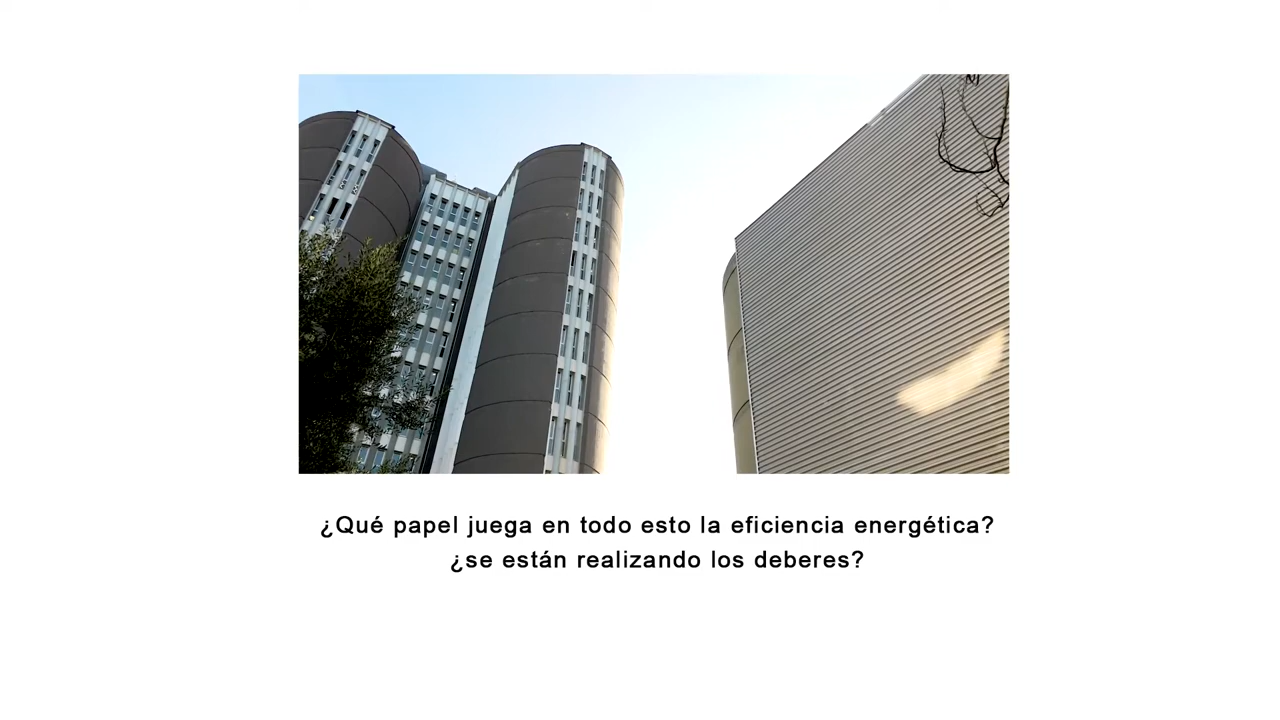 ¿Qué papel juega en todo esto la eficiencia energética?
¿se están realizando los deberes?